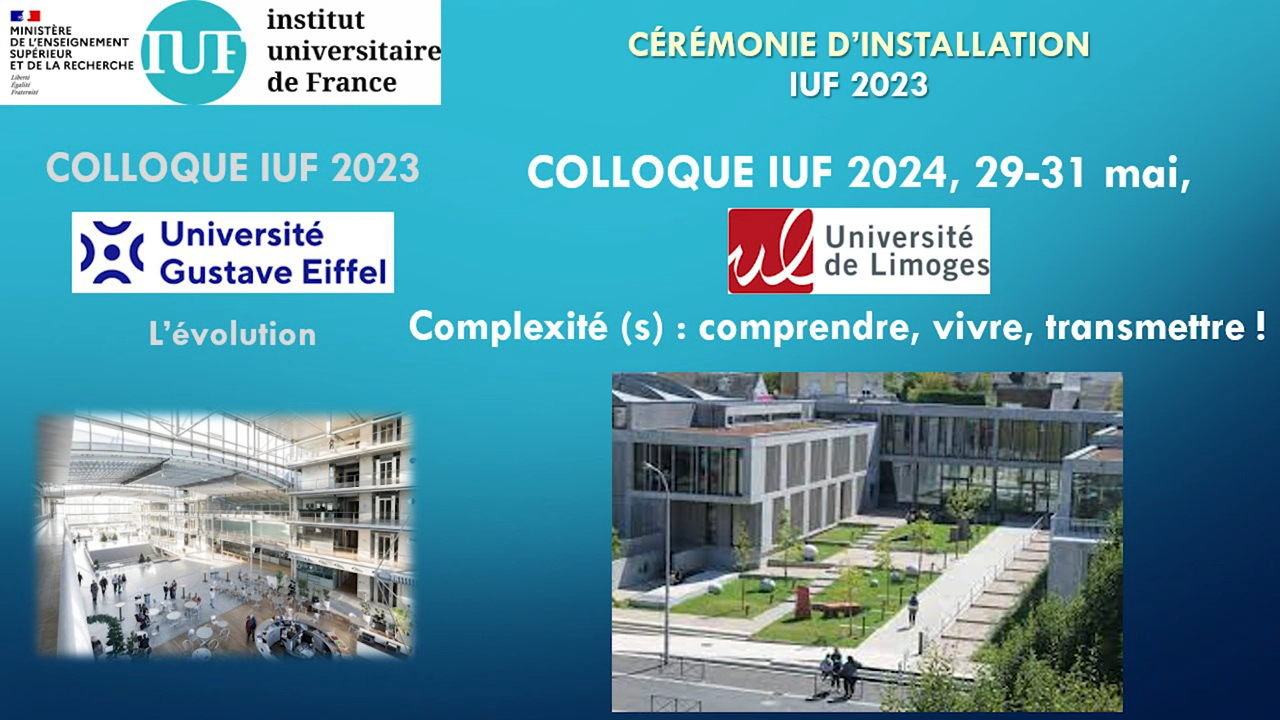 MINISTÈRE
DE L'ENSEIGNEMENT
SUPÉRIEUR
ET DE LA RECHERCHE
Liberté
Égalité
Fraternité
IUF
institut
universitaire
de France
CÉRÉMONIE D'INSTALLATION
IUF 2023
COLLOQUE IUF 2023
Université
Gustave Eiffel
L'évolution
COLLOQUE IUF 2024, 29-31 mai,
ul
Université
de Limoges
Complexité (s) : comprendre, vivre, transmettre !